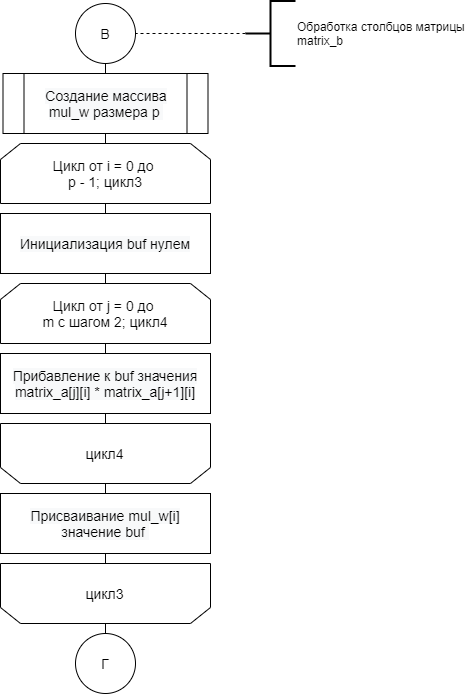 В
Обработка столбцов матрицы
matrix_b
Создание массива
mul_w размера p
Цикл от i = 0 до
p - 1; цикл3
Инициализация buf нулем
Цикл от j = 0 до
m с шагом 2; цикл4
Прибавление к buf значения
matrix_a[j][i] * matrix_a[j+1][i]
цикл4
Присваивание mul_w[i]
значение buf
цикл3
Г